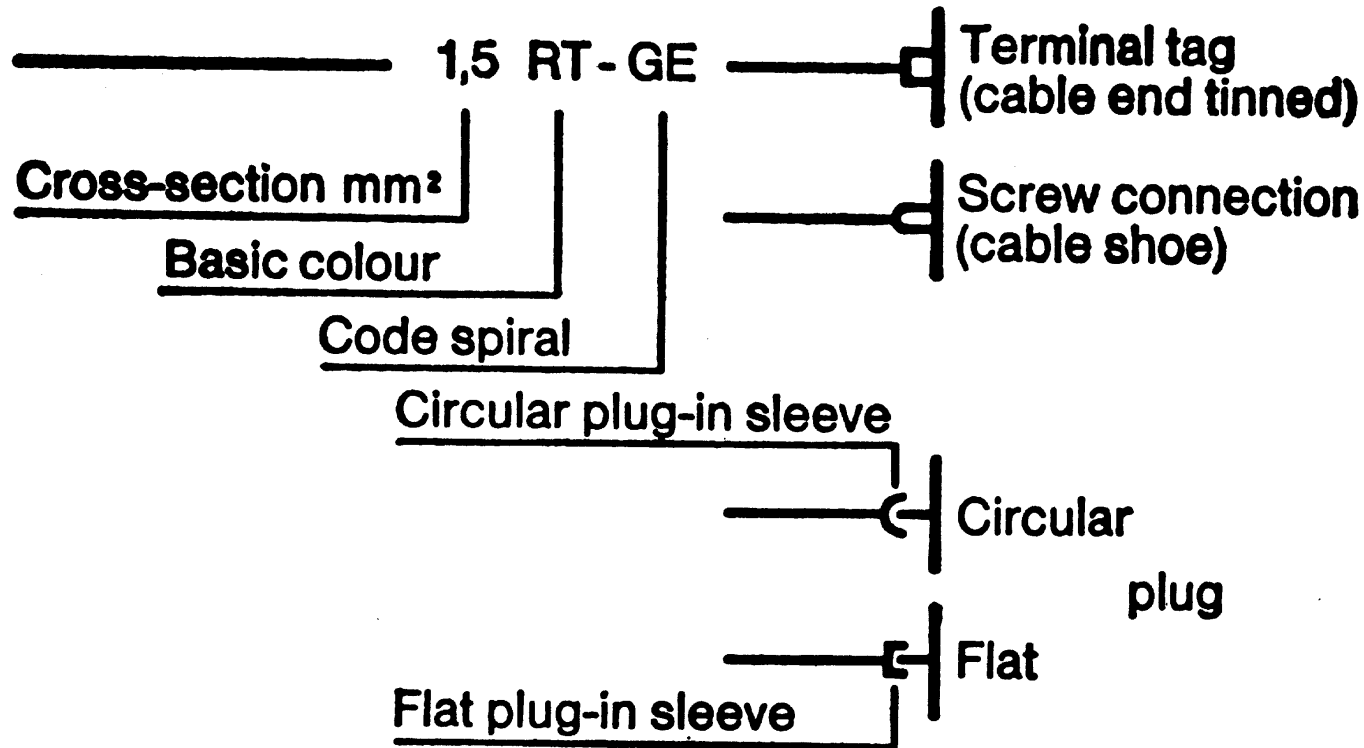 1,5 RT-GE
Terminal tag
(cable end tinned)
Cross-section mm²
Screw connection
(cable shoe)
Basic colour
Code spiral
Circular plug-in sleeve
Circular
plug
Flat
Flat plug-in sleeve